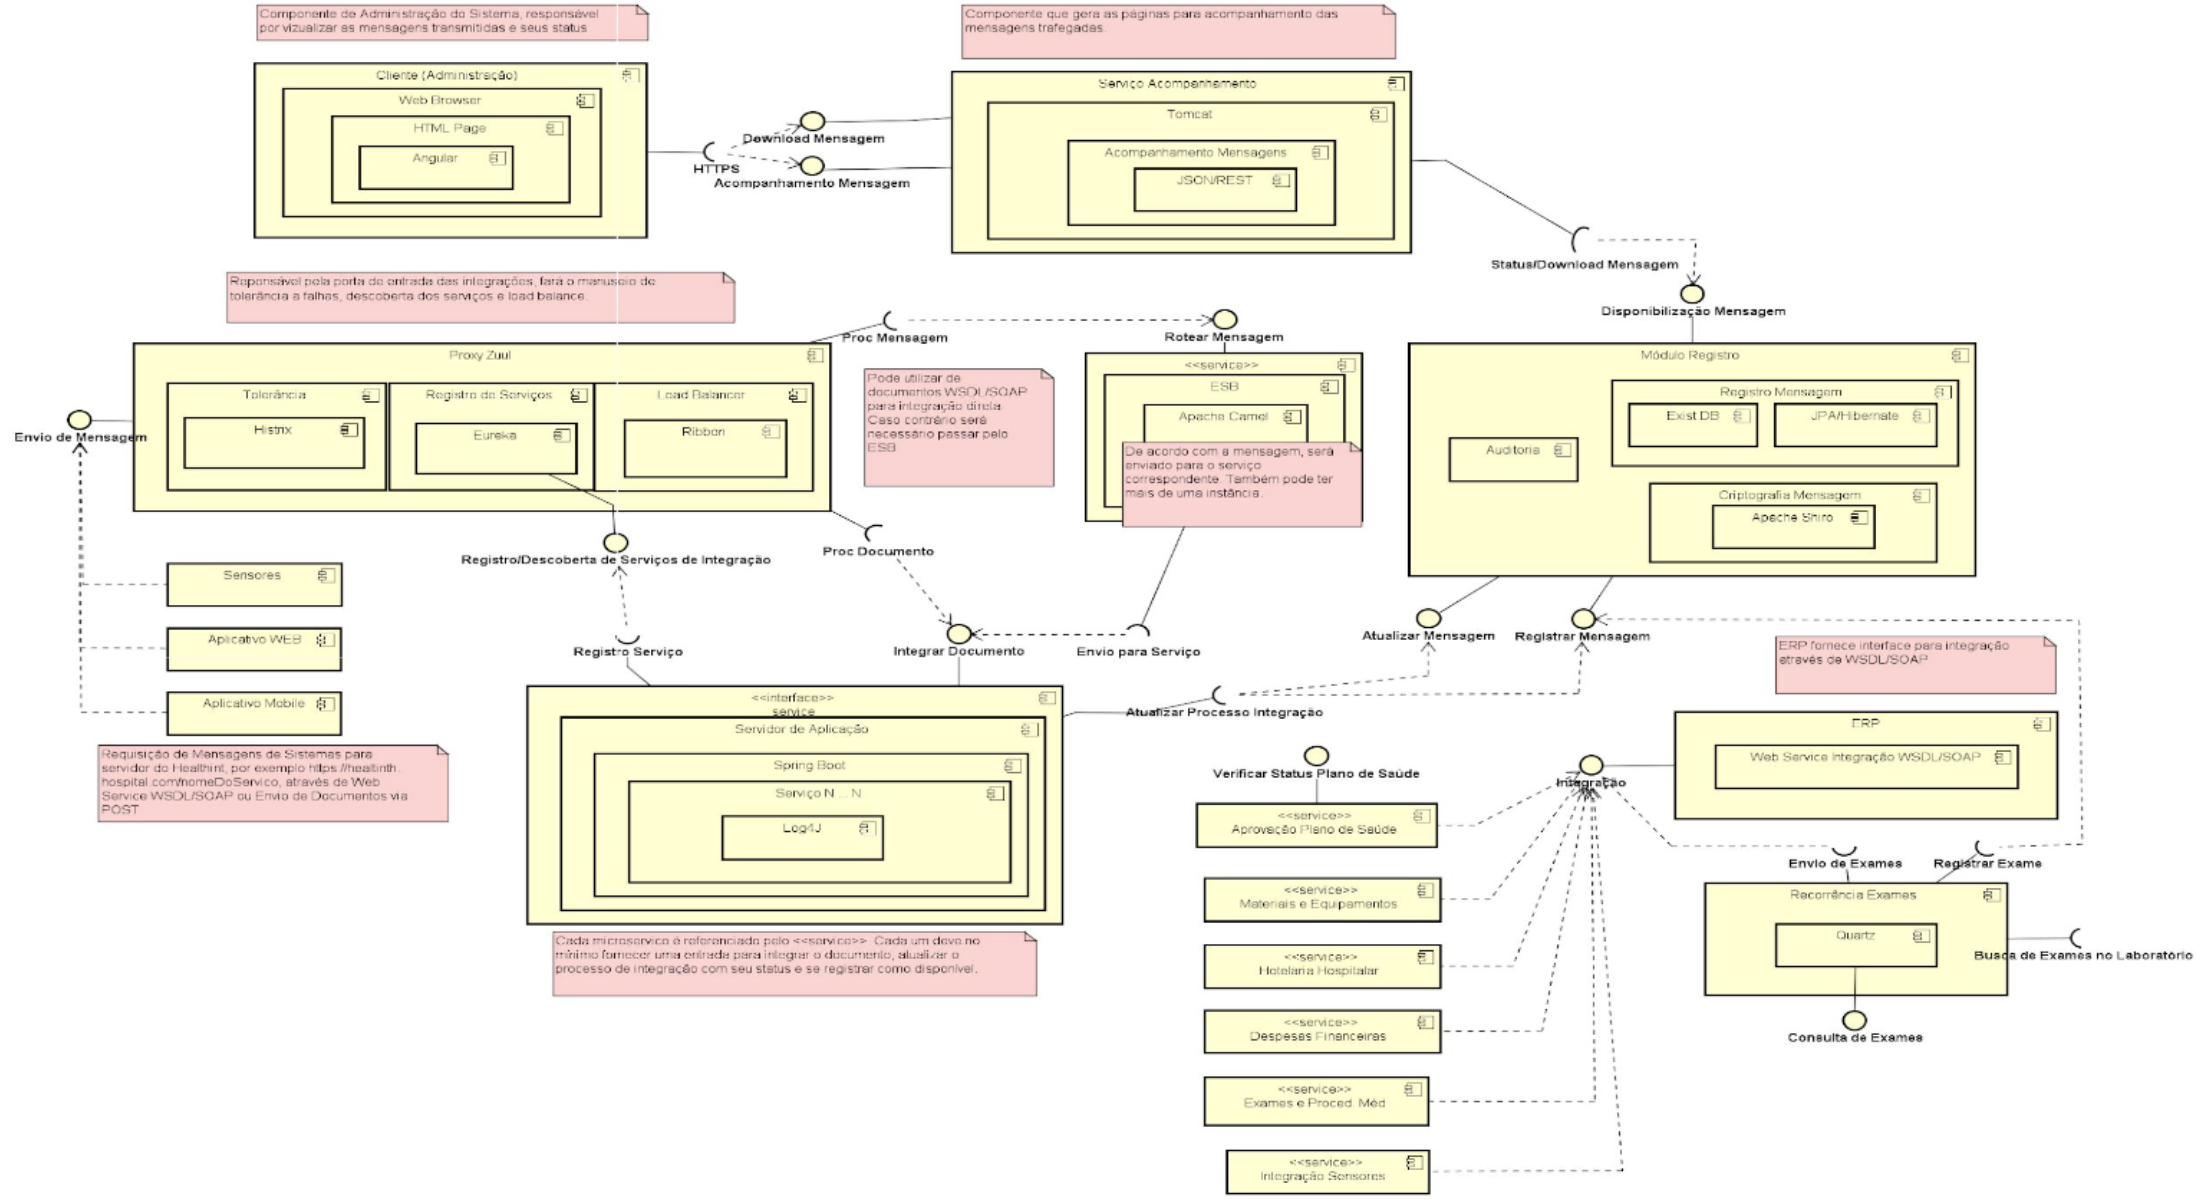 Componente de Administração do Sistema, responsável
por vizualizar as mensagens transmitidas e seus status
Componente que gera as páginas para acompanhamento das
mensagens trafegadas.
Cliente (Administração)
Web Browser
HTML Page
Angular
HTTPS
Download Mensagem
Acompanhamento Mensagem
Serviço Acompanhamento
Tomcat
Acompanhamento Mensagens
JSON/REST
Status/Download Mensagem
Disponibilização Mensagem
Reponsável pela porta de entrada das integrações, fará o manuseio de
tolerância a falhas, descoberta dos serviços e load balance.
Proxy Zuul
Tolerância
Histrix
Registro de Serviços
Eureka
Load Balancer
Ribbon
Envio de Mensagem
Proc Mensagem
Rotear Mensagem
Pode utilizar de
documentos WSDL/SOAP
para integração direta
Caso contrário será
necessário passar pelo
ESB
<<service>>
ESB
Apache Camel
De acordo com a mensagem, será
enviado para o serviço
correspondente. Também pode ter
mais de uma instância.
Módulo Registro
Registro Mensagem
Exist DB
JPA/Hibernate
Auditoria
Criptografia Mensagem
Apache Shiro
Registro/Descoberta de Serviços de Integração
Proc Documento
Sensores
Aplicativo WEB
Aplicativo Mobile
Requisição de Mensagens de Sistemas para
servidor do Healthint, por exemplo https://healtinth.
hospital.com/nomeDoServico, através de Web
Service WSDL/SOAP ou Envio de Documentos via
POST
Registro Serviço
Integrar Documento
Envio para Serviço
Atualizar Mensagem
Registrar Mensagem
ERP fornece interface para integração
através de WSDL/SOAP
<<interface>>
service
Servidor de Aplicação
Spring Boot
Serviço N ... N
Log4J
Atualizar Processo Integração
Cada microservico é referenciado pelo <<service>>. Cada um deve no
mínimo fornecer uma entrada para integrar o documento, atualizar o
processo de integração com seu status e se registrar como disponível.
Verificar Status Plano de Saúde
Integração
ERP
Web Service Integração WSDL/SOAP
<<service>>
Aprovação Plano de Saúde
<<service>>
Materiais e Equipamentos
<<service>>
Hotelaria Hospitalar
<<service>>
Despesas Financeiras
<<service>>
Exames e Proced. Méd
<<service>>
Integração Sensores
Envio de Exames
Registrar Exame
Recorrência Exames
Quartz
Busca de Exames no Laboratório
Consulta de Exames